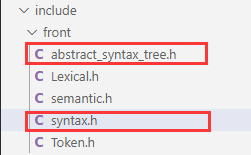 include
front
C abstract_syntax_tree.h
C Lexical.h
C semantic.h
C syntax.h
C Token.h